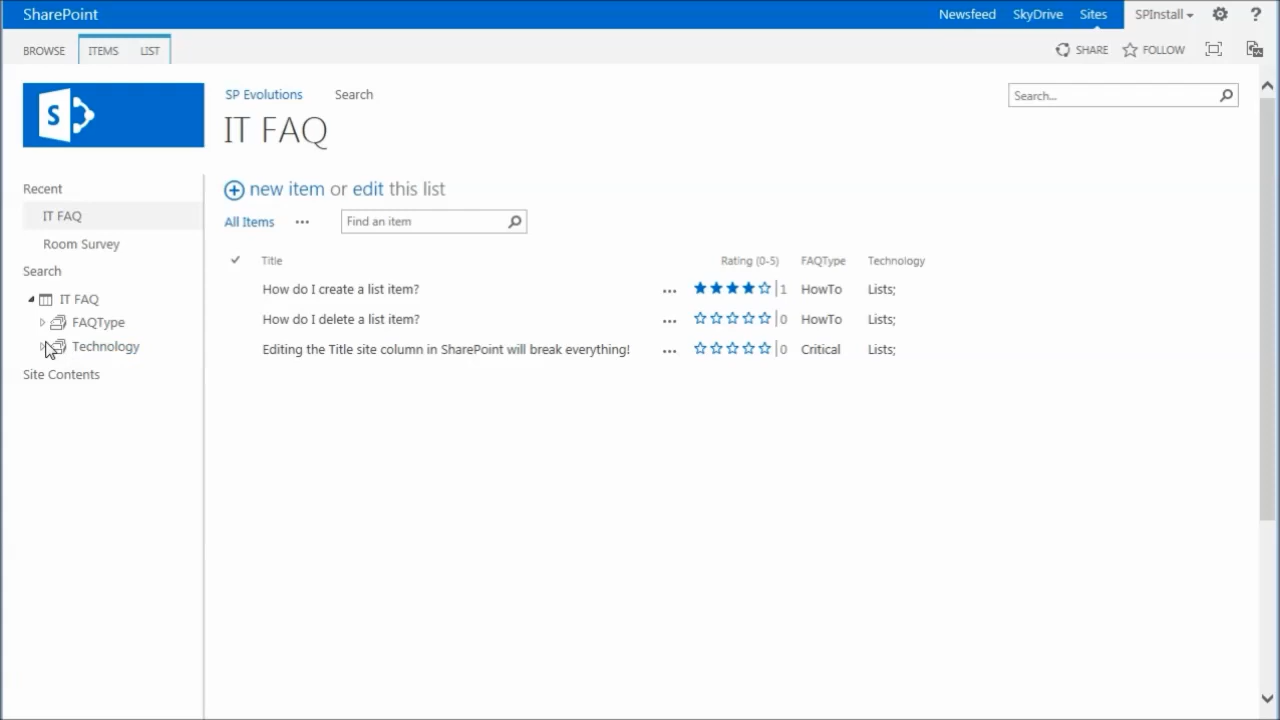 SharePoint Newsfeed SkyDrive Sites SPInstall ?
BROWSE ITEMS LIST SHARE FOLLOW
S
SP Evolutions Search Search...
IT FAQ
Recent
IT FAQ
Room Survey
Search
IT FAQ
FAQType
Technology
Site Contents
new item or edit this list
All Items ... Find an item
Title Rating (0-5) FAQType Technology
How do I create a list item? ... 1 HowTo Lists;
How do I delete a list item? ... 0 HowTo Lists;
Editing the Title site column in SharePoint will break everything! ... 0 Critical Lists;